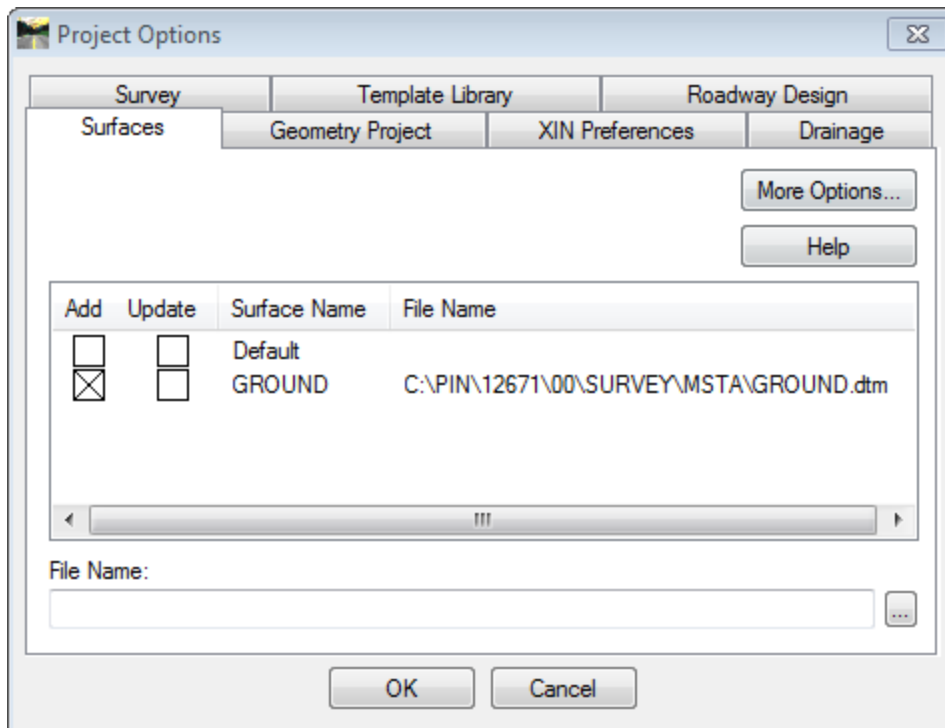 Project Options
Survey Template Library Roadway Design
Surfaces Geometry Project XIN Preferences Drainage
More Options...
Help
Add Update Surface Name File Name
Default
GROUND C:\PIN\12671\00\SURVEY\MSTA\GROUND.dtm
File Name:
...
OK Cancel